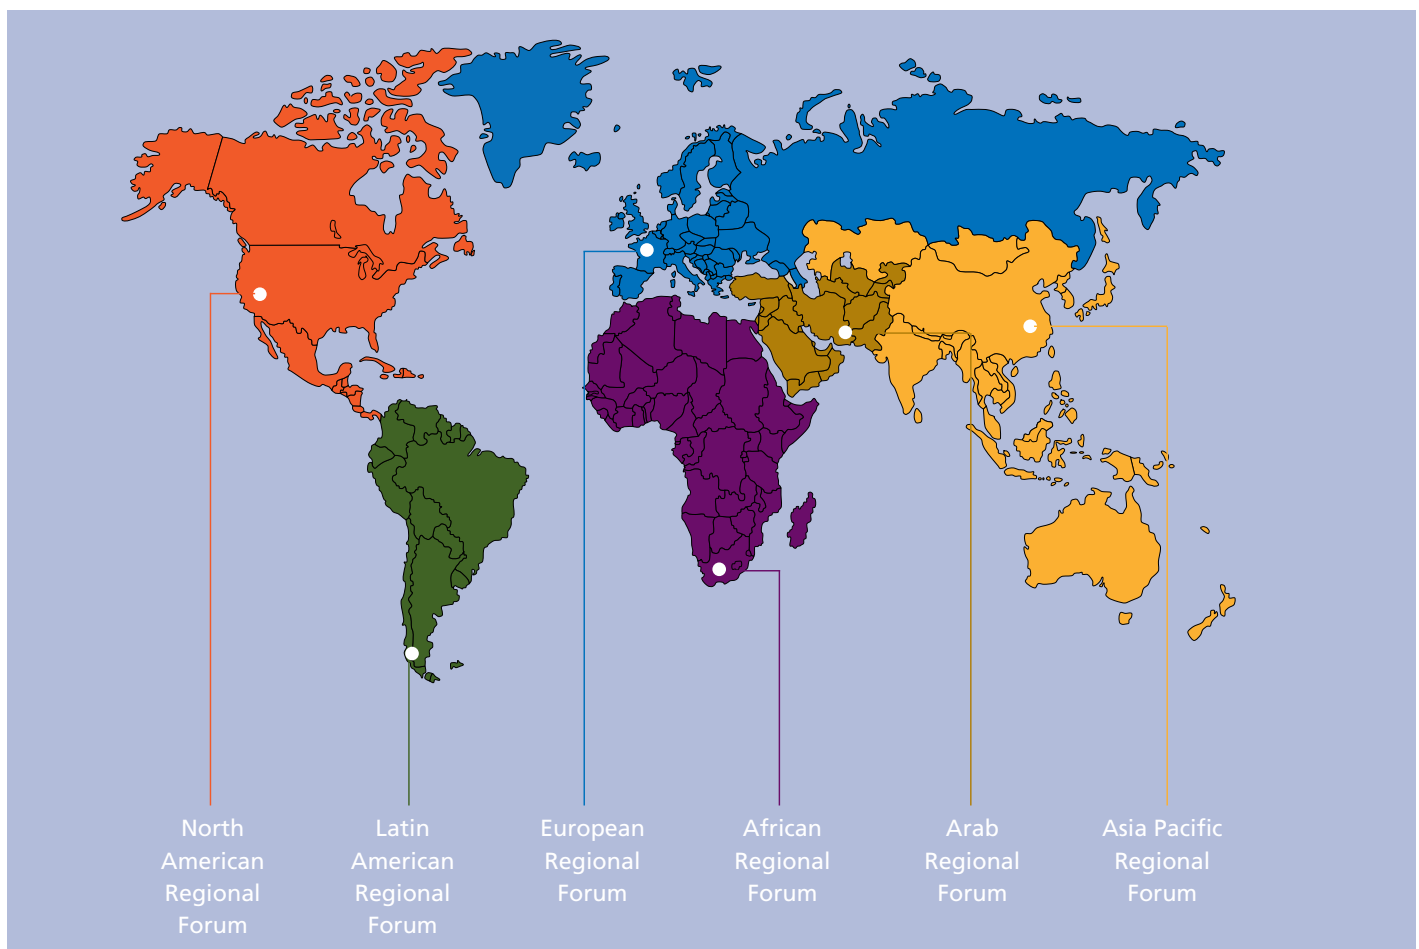 North
American
Regional
Forum
Latin
American
Regional
Forum
European
Regional
Forum
African
Regional
Forum
Arab
Regional
Forum
Asia Pacific
Regional
Forum